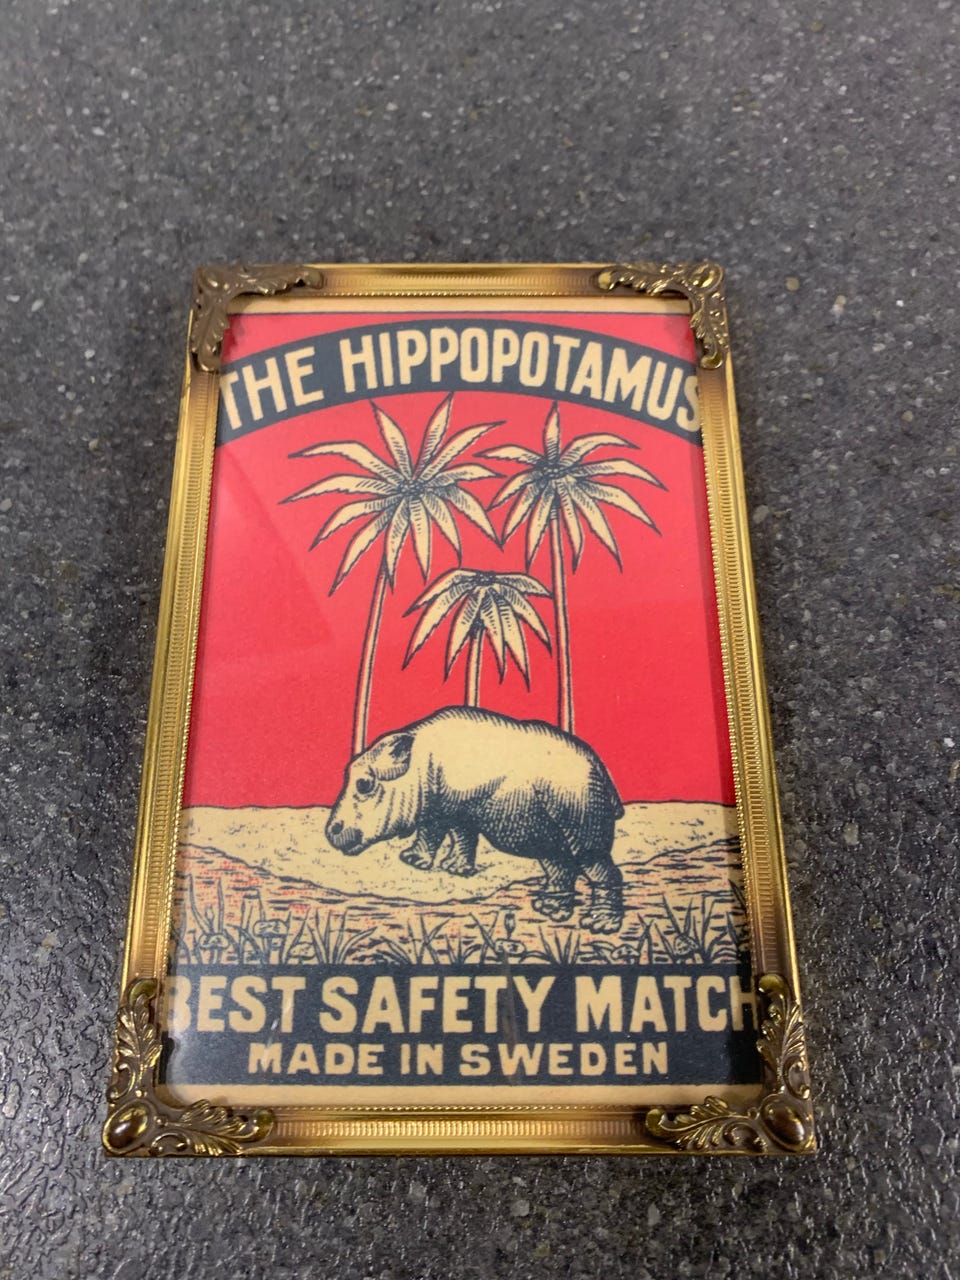 THE HIPPOPOTAMUS
BEST SAFETY MATCH
MADE IN SWEDEN